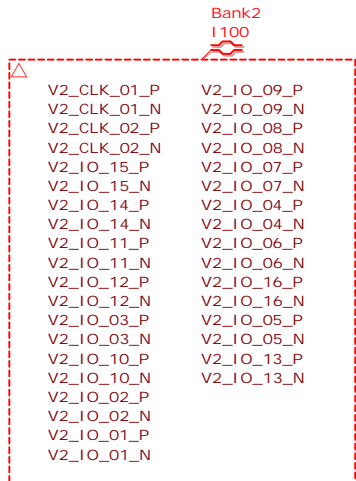 Bank2
I100
V2_CLK_01_P V2_IO_09_P
V2_CLK_01_N V2_IO_09_N
V2_CLK_02_P V2_IO_08_P
V2_CLK_02_N V2_IO_08_N
V2_IO_15_P V2_IO_07_P
V2_IO_15_N V2_IO_07_N
V2_IO_14_P V2_IO_04_P
V2_IO_14_N V2_IO_04_N
V2_IO_11_P V2_IO_06_P
V2_IO_11_N V2_IO_06_N
V2_IO_12_P V2_IO_16_P
V2_IO_12_N V2_IO_16_N
V2_IO_03_P V2_IO_05_P
V2_IO_03_N V2_IO_05_N
V2_IO_10_P V2_IO_13_P
V2_IO_10_N V2_IO_13_N
V2_IO_02_P
V2_IO_02_N
V2_IO_01_P
V2_IO_01_N